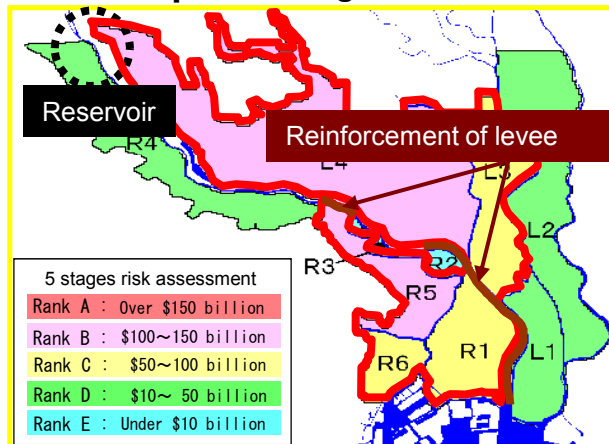 Reservoir
Reinforcement of levee
R4
L4
L3
L2
R3
R2
R5
R6
R1
L1
5 stages risk assessment
Rank A : Over $150 billion
Rank B : $100~150 billion
Rank C : $50~100 billion
Rank D : $10~ 50 billion
Rank E : Under $10 billion